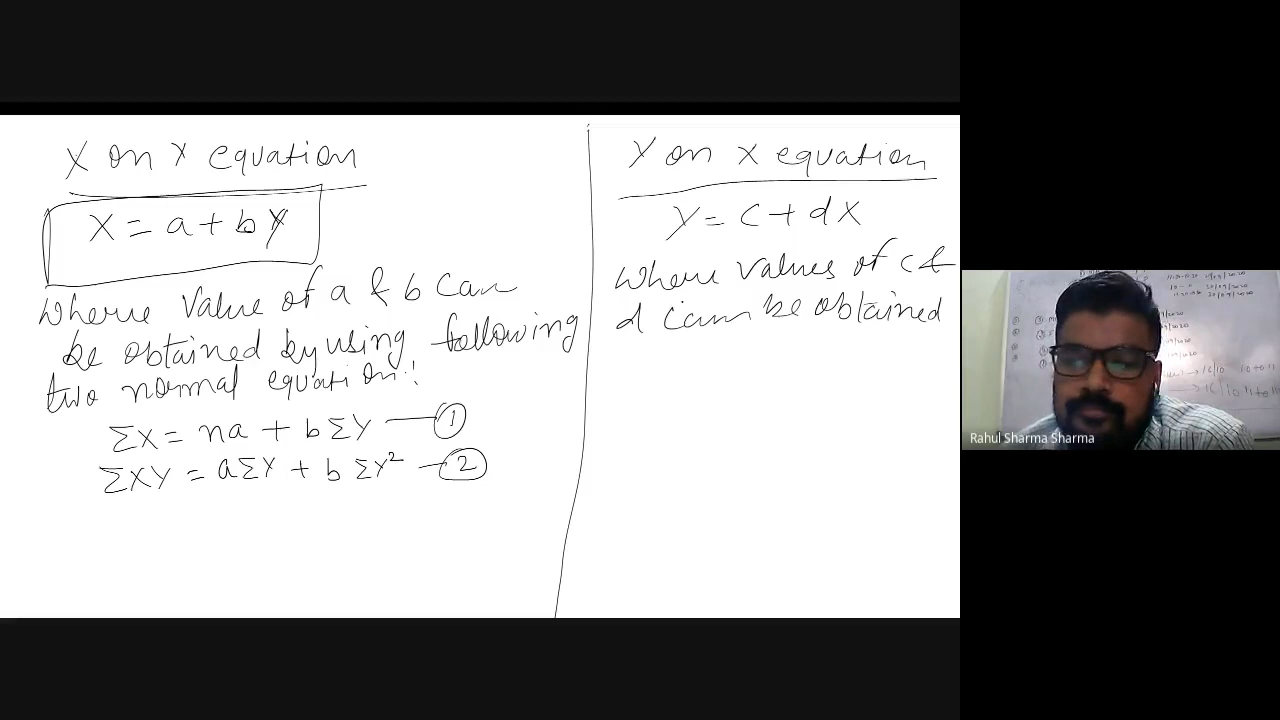 X on Y equation
X = a + bY
where value of a & b can
be obtained by using following
two normal equation:
ΣX = na + bΣY — ①
ΣXY = aΣY + bΣY² — ②
Y on X equation
Y = c + dX
where values of c &
d can be obtained
Rahul Sharma Sharma